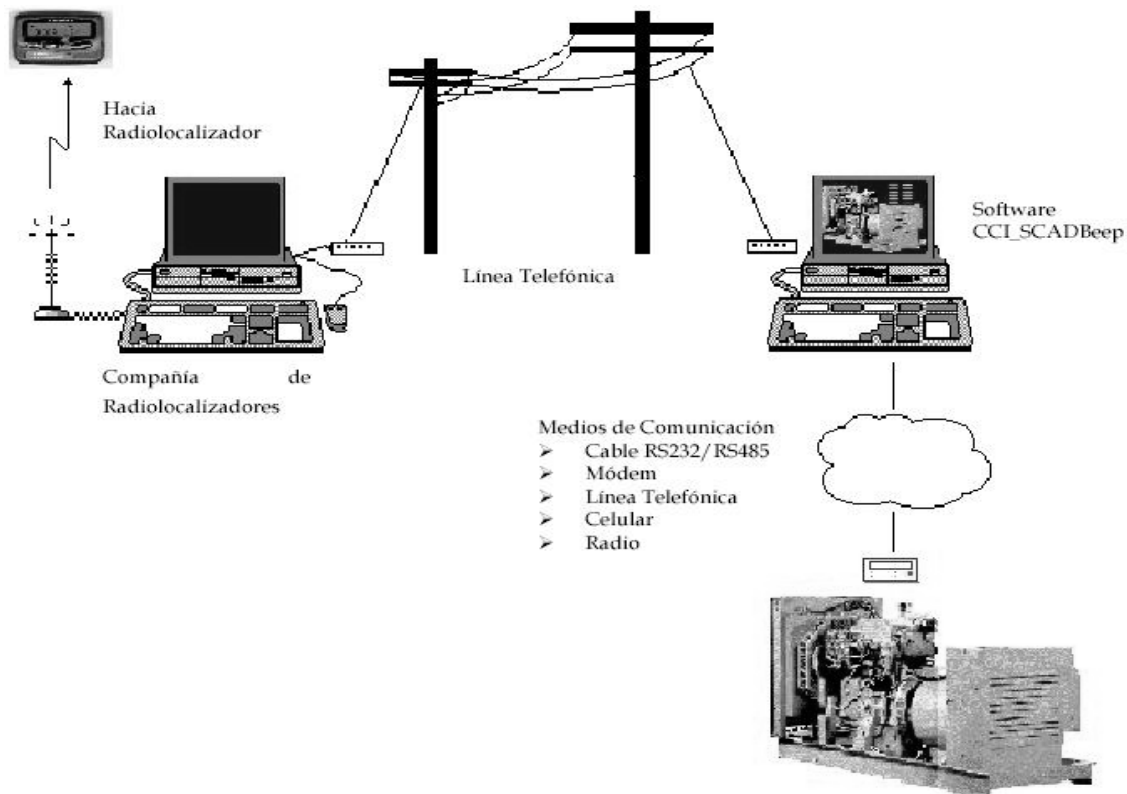 Hacia
Radiolocalizador
Software
CCI_SCADBeep
Línea Telefónica
Compañía de
Radiolocalizadores
Medios de Comunicación
➢ Cable RS232/RS485
➢ Módem
➢ Línea Telefónica
➢ Celular
➢ Radio